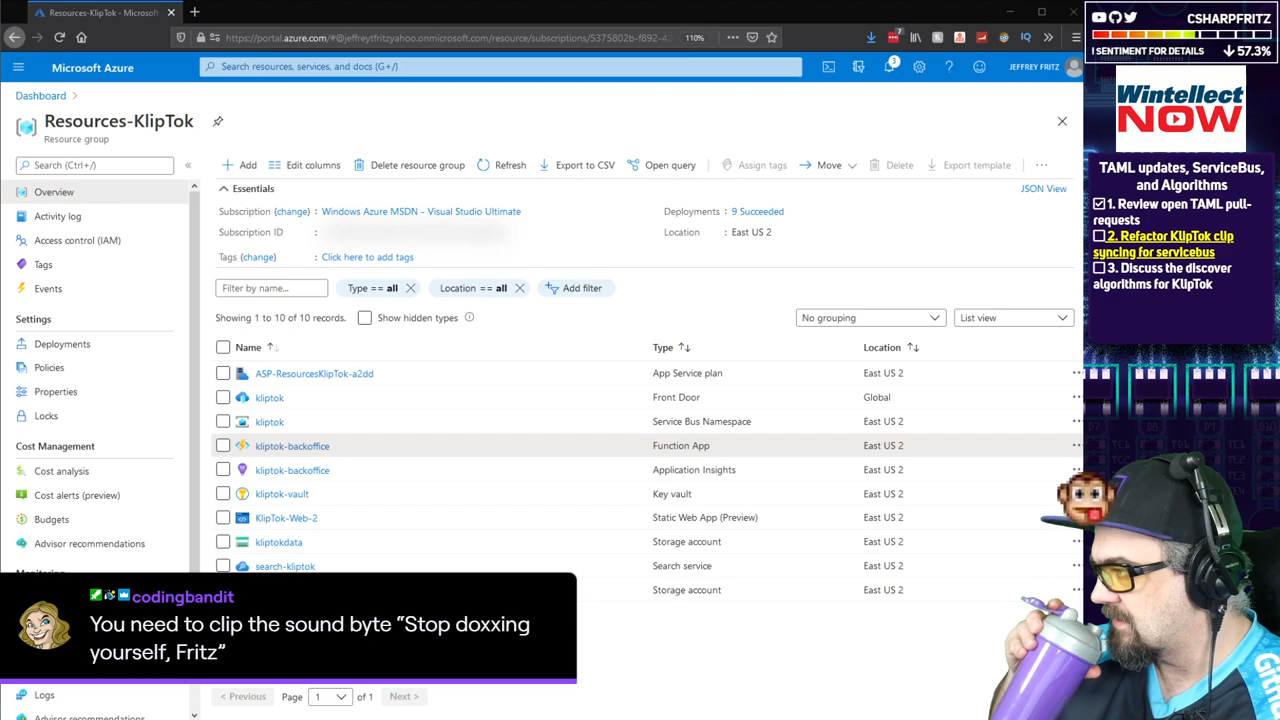 Resources-KlipTok - Microsoft
https://portal.azure.com/#@jeffreytfritzyahoo.onmicrosoft.com/resource/subscriptions/5375802b-f892-4
110%
7
Microsoft Azure
Search resources, services, and docs (G+/)
3
JEFFREY FRITZ
Dashboard
Resources-KlipTok
Resource group
Search (Ctrl+/)
Overview
Activity log
Access control (IAM)
Tags
Events
Settings
Deployments
Policies
Properties
Locks
Cost Management
Cost analysis
Cost alerts (preview)
Budgets
Advisor recommendations
Logs
Advisor recommendations
Add
Edit columns
Delete resource group
Refresh
Export to CSV
Open query
Assign tags
Move
Delete
Export template
Essentials
JSON View
Subscription (change) : Windows Azure MSDN - Visual Studio Ultimate
Deployments : 9 Succeeded
Subscription ID :
Location : East US 2
Tags (change) : Click here to add tags
Filter by name...
Type == all
Location == all
Add filter
Showing 1 to 10 of 10 records.
Show hidden types
No grouping
List view
Name Type Location
ASP-ResourcesKlipTok-a2dd App Service plan East US 2
kliptok Front Door Global
kliptok Service Bus Namespace East US 2
kliptok-backoffice Function App East US 2
kliptok-backoffice Application Insights East US 2
kliptok-vault Key vault East US 2
KlipTok-Web-2 Static Web App (Preview) East US 2
kliptokdata Storage account East US 2
search-kliptok Search service East US 2
Storage account East US 2
< Previous Page 1 of 1 Next >
codingbandit
You need to clip the sound byte “Stop doxxing
yourself, Fritz”
CSHARPFRITZ
! SENTIMENT FOR DETAILS
57.3%
Wintellect
NOW
TAML updates, ServiceBus,
and Algorithms
1. Review open TAML pull-
requests
2. Refactor KlipTok clip
syncing for servicebus
3. Discuss the discover
algorithms for KlipTok